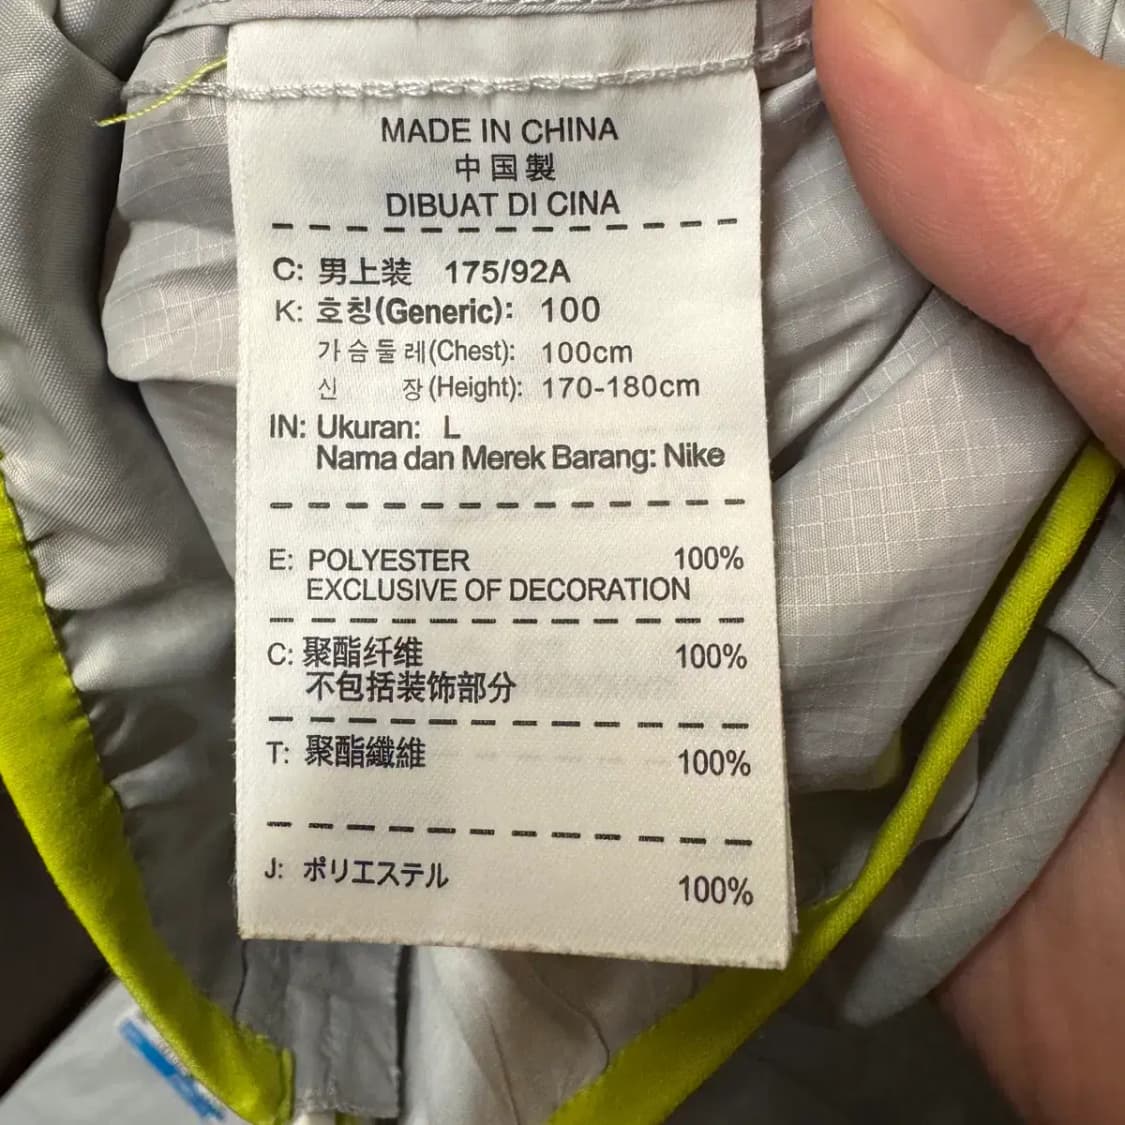 MADE IN CHINA
中国製
DIBUAT DI CINA
C: 男上装 175/92A
K: 호칭(Generic): 100
가슴둘레(Chest): 100cm
신 장(Height): 170-180cm
IN: Ukuran: L
Nama dan Merek Barang: Nike
E: POLYESTER 100%
EXCLUSIVE OF DECORATION
C: 聚酯纤维 100%
不包括装饰部分
T: 聚酯纖維 100%
J: ポリエステル 100%